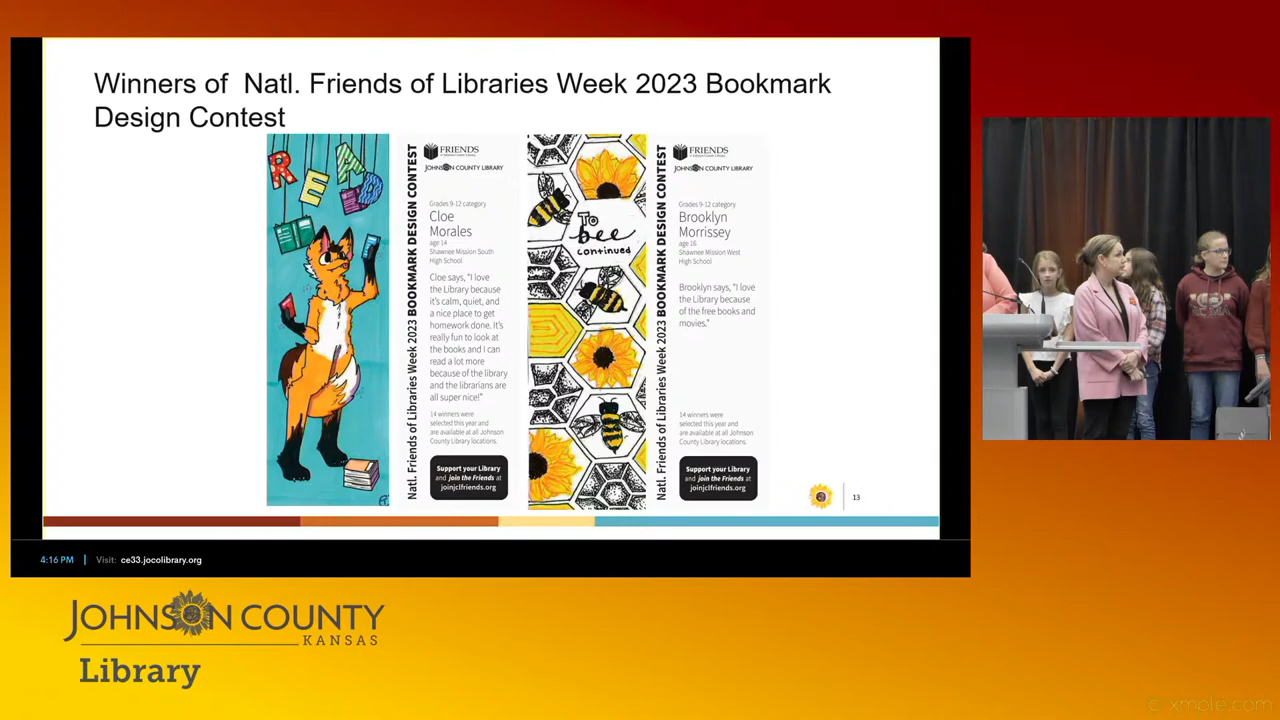 Winners of Natl. Friends of Libraries Week 2023 Bookmark
Design Contest
READ
Natl. Friends of Libraries Week 2023 BOOKMARK DESIGN CONTEST
FRIENDS
JOHNSON COUNTY LIBRARY
Grades 9-12 category
Cloe
Morales
age 14
Shawnee Mission South
High School
Cloe says, "I love
the Library because
it's calm, quiet, and
a nice place to get
homework done. It's
really fun to look at
the books and I can
read a lot more
because of the library
and the librarians are
all super nice!"
14 winners were
selected this year and
are available at all Johnson
County Library locations.
Support your Library
and join the Friends at
joinjclfriends.org
To
bee
continued
Natl. Friends of Libraries Week 2023 BOOKMARK DESIGN CONTEST
FRIENDS
JOHNSON COUNTY LIBRARY
Grades 9-12 category
Brooklyn
Morrissey
age 16
Shawnee Mission West
High School
Brooklyn says, "I love
the Library because
of the free books and
movies."
14 winners were
selected this year and
are available at all Johnson
County Library locations.
Support your Library
and join the Friends at
joinjclfriends.org
13
4:16 PM | Visit: ce33.jocolibrary.org
JOHNSON COUNTY
KANSAS
Library